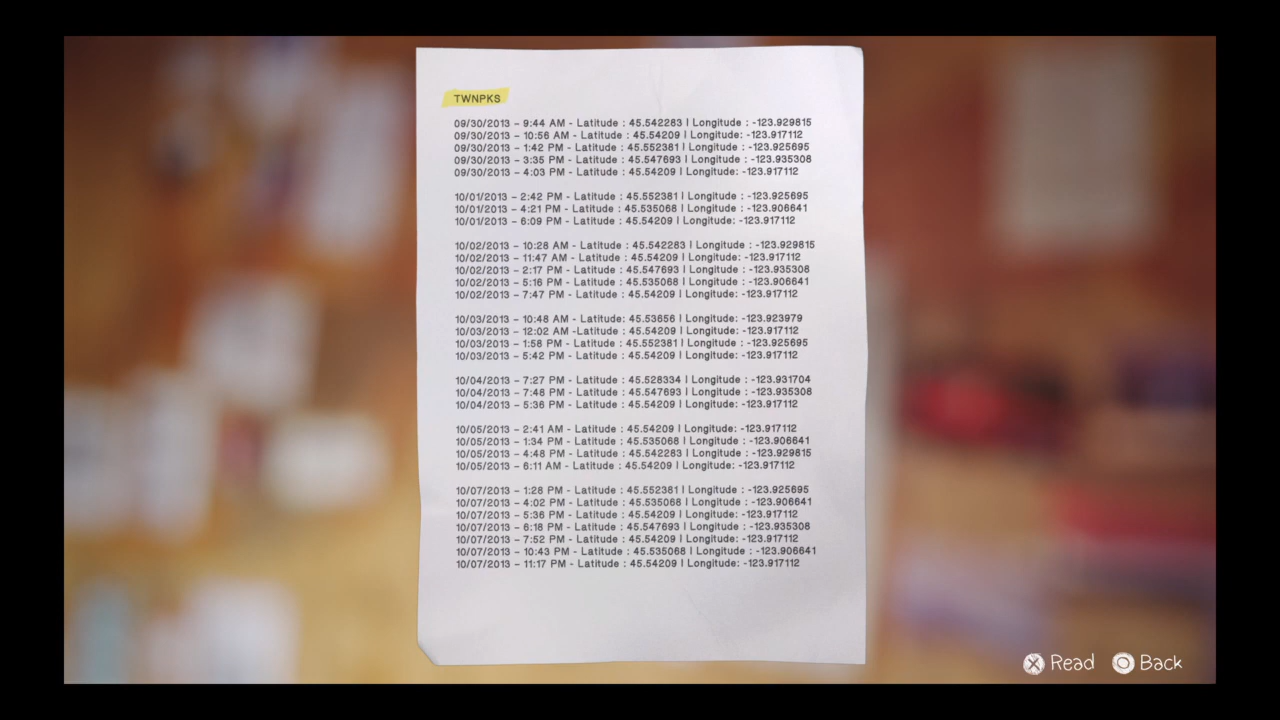 TWNPKS
09/30/2013 – 9:44 AM - Latitude : 45.542283 | Longitude : -123.929815
09/30/2013 – 10:56 AM - Latitude : 45.54209 | Longitude: -123.917112
09/30/2013 – 1:42 PM - Latitude : 45.552381 | Longitude : -123.925695
09/30/2013 – 3:35 PM - Latitude : 45.547693 | Longitude : -123.935308
09/30/2013 – 4:03 PM - Latitude : 45.54209 | Longitude: -123.917112
10/01/2013 – 2:42 PM - Latitude : 45.552381 | Longitude : -123.925695
10/01/2013 – 4:21 PM - Latitude : 45.535068 | Longitude : -123.906641
10/01/2013 – 6:09 PM - Latitude : 45.54209 | Longitude: -123.917112
10/02/2013 – 10:28 AM - Latitude : 45.542283 | Longitude : -123.929815
10/02/2013 – 11:47 AM - Latitude : 45.54209 | Longitude: -123.917112
10/02/2013 – 2:17 PM - Latitude : 45.547693 | Longitude : -123.935308
10/02/2013 – 5:16 PM - Latitude : 45.535068 | Longitude : -123.906641
10/02/2013 – 7:47 PM - Latitude : 45.54209 | Longitude: -123.917112
10/03/2013 – 10:48 AM - Latitude: 45.53656 | Longitude: -123.923979
10/03/2013 – 12:02 AM -Latitude : 45.54209 | Longitude: -123.917112
10/03/2013 – 1:58 PM - Latitude : 45.552381 | Longitude : -123.925695
10/03/2013 – 5:42 PM - Latitude : 45.54209 | Longitude: -123.917112
10/04/2013 – 7:27 PM - Latitude : 45.528334 | Longitude : -123.931704
10/04/2013 – 7:48 PM - Latitude : 45.547693 | Longitude : -123.935308
10/04/2013 – 5:36 PM - Latitude : 45.54209 | Longitude: -123.917112
10/05/2013 – 2:41 AM - Latitude : 45.54209 | Longitude: -123.917112
10/05/2013 – 1:34 PM - Latitude : 45.535068 | Longitude : -123.906641
10/05/2013 – 4:48 PM - Latitude : 45.542283 | Longitude : -123.929815
10/05/2013 – 6:11 AM - Latitude : 45.54209 | Longitude: -123.917112
10/07/2013 – 1:28 PM - Latitude : 45.552381 | Longitude : -123.925695
10/07/2013 – 4:02 PM - Latitude : 45.535068 | Longitude : -123.906641
10/07/2013 – 5:36 PM - Latitude : 45.54209 | Longitude: -123.917112
10/07/2013 – 6:18 PM - Latitude : 45.547693 | Longitude : -123.935308
10/07/2013 – 7:52 PM - Latitude : 45.54209 | Longitude: -123.917112
10/07/2013 – 10:43 PM - Latitude : 45.535068 | Longitude : -123.906641
10/07/2013 – 11:17 PM - Latitude : 45.54209 | Longitude: -123.917112
Read Back